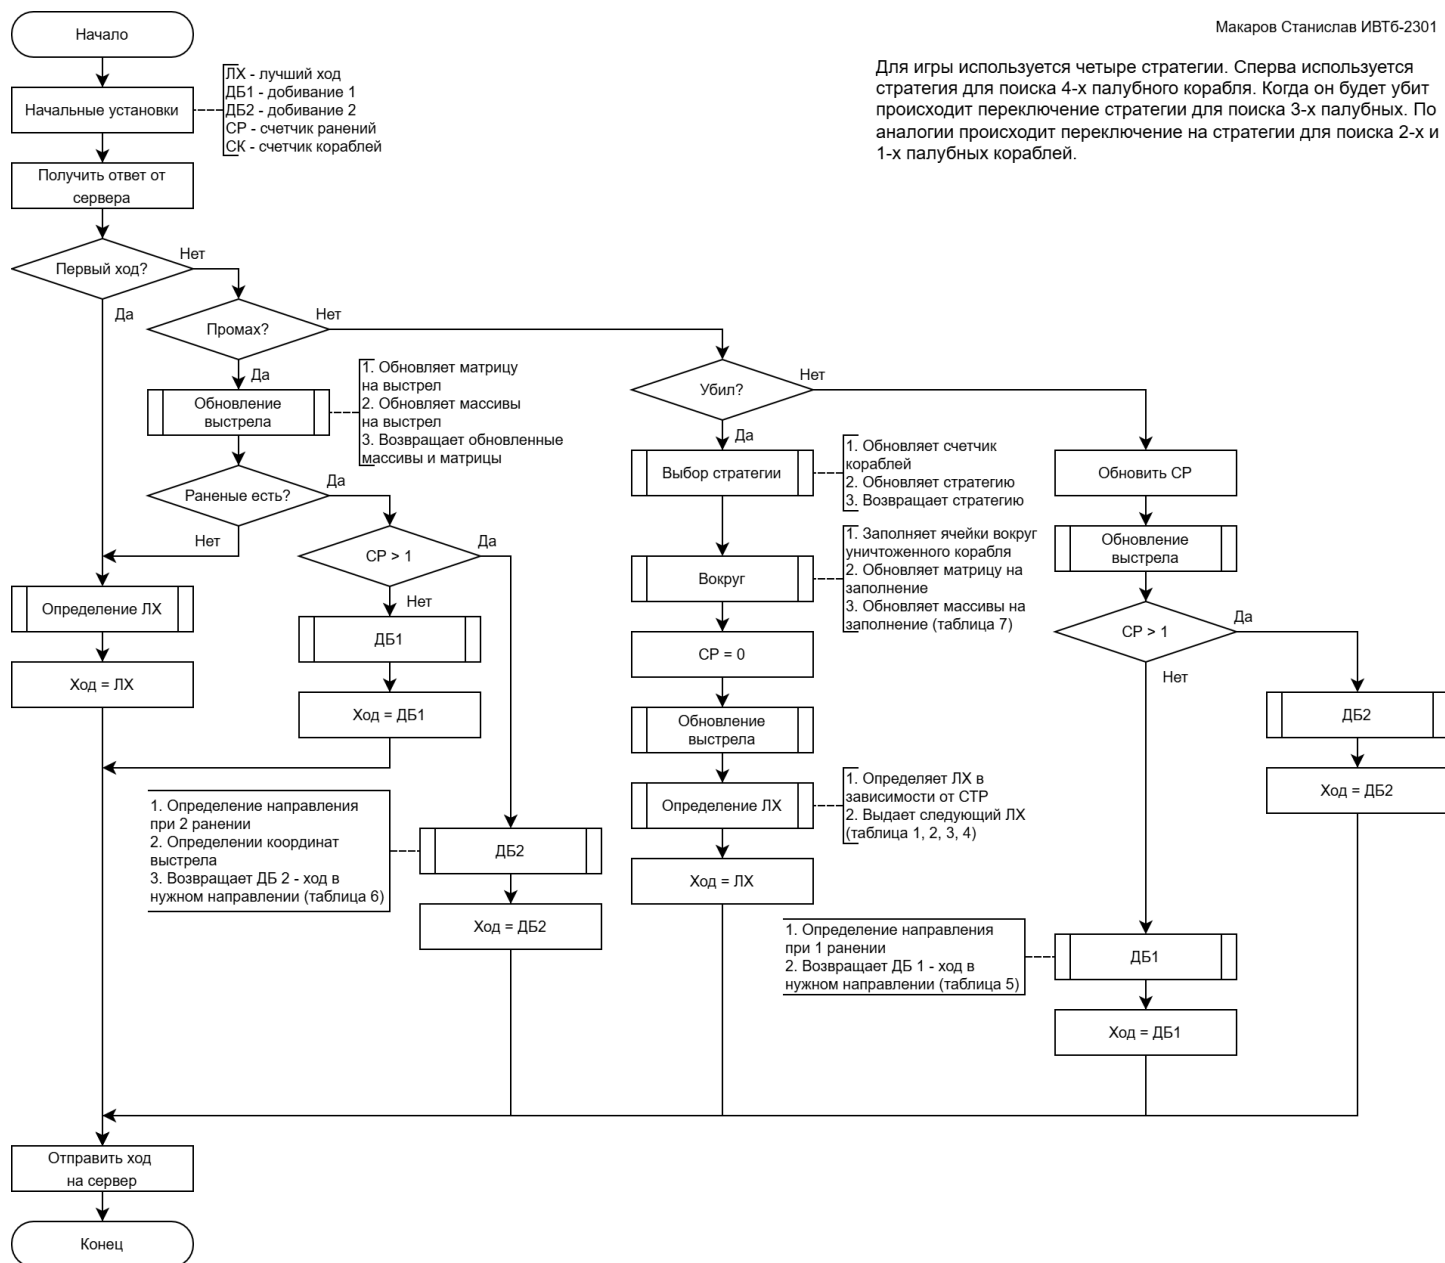 Макаров Станислав ИВТб-2301
Для игры используется четыре стратегии. Сперва используется
стратегия для поиска 4-х палубного корабля. Когда он будет убит
происходит переключение стратегии для поиска 3-х палубных. По
аналогии происходит переключение на стратегии для поиска 2-х и
1-х палубных кораблей.
Начало
Начальные установки
ЛХ - лучший ход
ДБ1 - добивание 1
ДБ2 - добивание 2
СР - счетчик ранений
СК - счетчик кораблей
Получить ответ от
сервера
Первый ход?
Нет
Да
Промах?
Нет
Да
Обновление
выстрела
1. Обновляет матрицу
на выстрел
2. Обновляет массивы
на выстрел
3. Возвращает обновленные
массивы и матрицы
Раненые есть?
Да
Нет
СР > 1
Да
Нет
Определение ЛХ
Ход = ЛХ
ДБ1
Ход = ДБ1
1. Определение направления
при 2 ранении
2. Определении координат
выстрела
3. Возвращает ДБ 2 - ход в
нужном направлении (таблица 6)
ДБ2
Ход = ДБ2
Убил?
Нет
Да
Выбор стратегии
1. Обновляет счетчик
кораблей
2. Обновляет стратегию
3. Возвращает стратегию
Вокруг
1. Заполняет ячейки вокруг
уничтоженного корабля
2. Обновляет матрицу на
заполнение
3. Обновляет массивы на
заполнение (таблица 7)
СР = 0
Обновление
выстрела
Определение ЛХ
1. Определяет ЛХ в
зависимости от СТР
2. Выдает следующий ЛХ
(таблица 1, 2, 3, 4)
Ход = ЛХ
Обновить СР
Обновление
выстрела
СР > 1
Да
Нет
ДБ2
Ход = ДБ2
1. Определение направления
при 1 ранении
2. Возвращает ДБ 1 - ход в
нужном направлении (таблица 5)
ДБ1
Ход = ДБ1
Отправить ход
на сервер
Конец